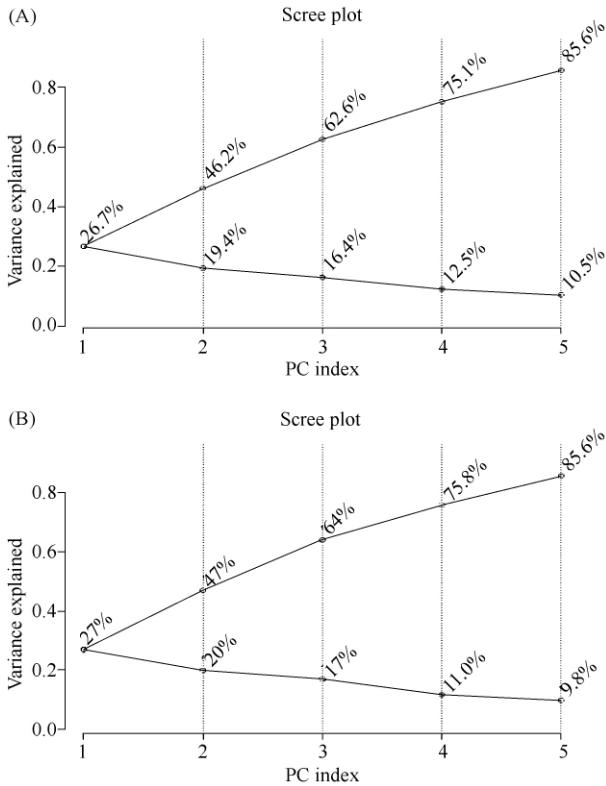 (A)
Scree plot
Variance explained
0.8
0.6
0.4
0.2
0.0
26.7%
46.2%
62.6%
75.1%
85.6%
19.4%
16.4%
12.5%
10.5%
1 2 3 4 5
PC index
(B)
Scree plot
Variance explained
0.8
0.6
0.4
0.2
0.0
27%
47%
64%
75.8%
85.6%
20%
17%
11.0%
9.8%
1 2 3 4 5
PC index